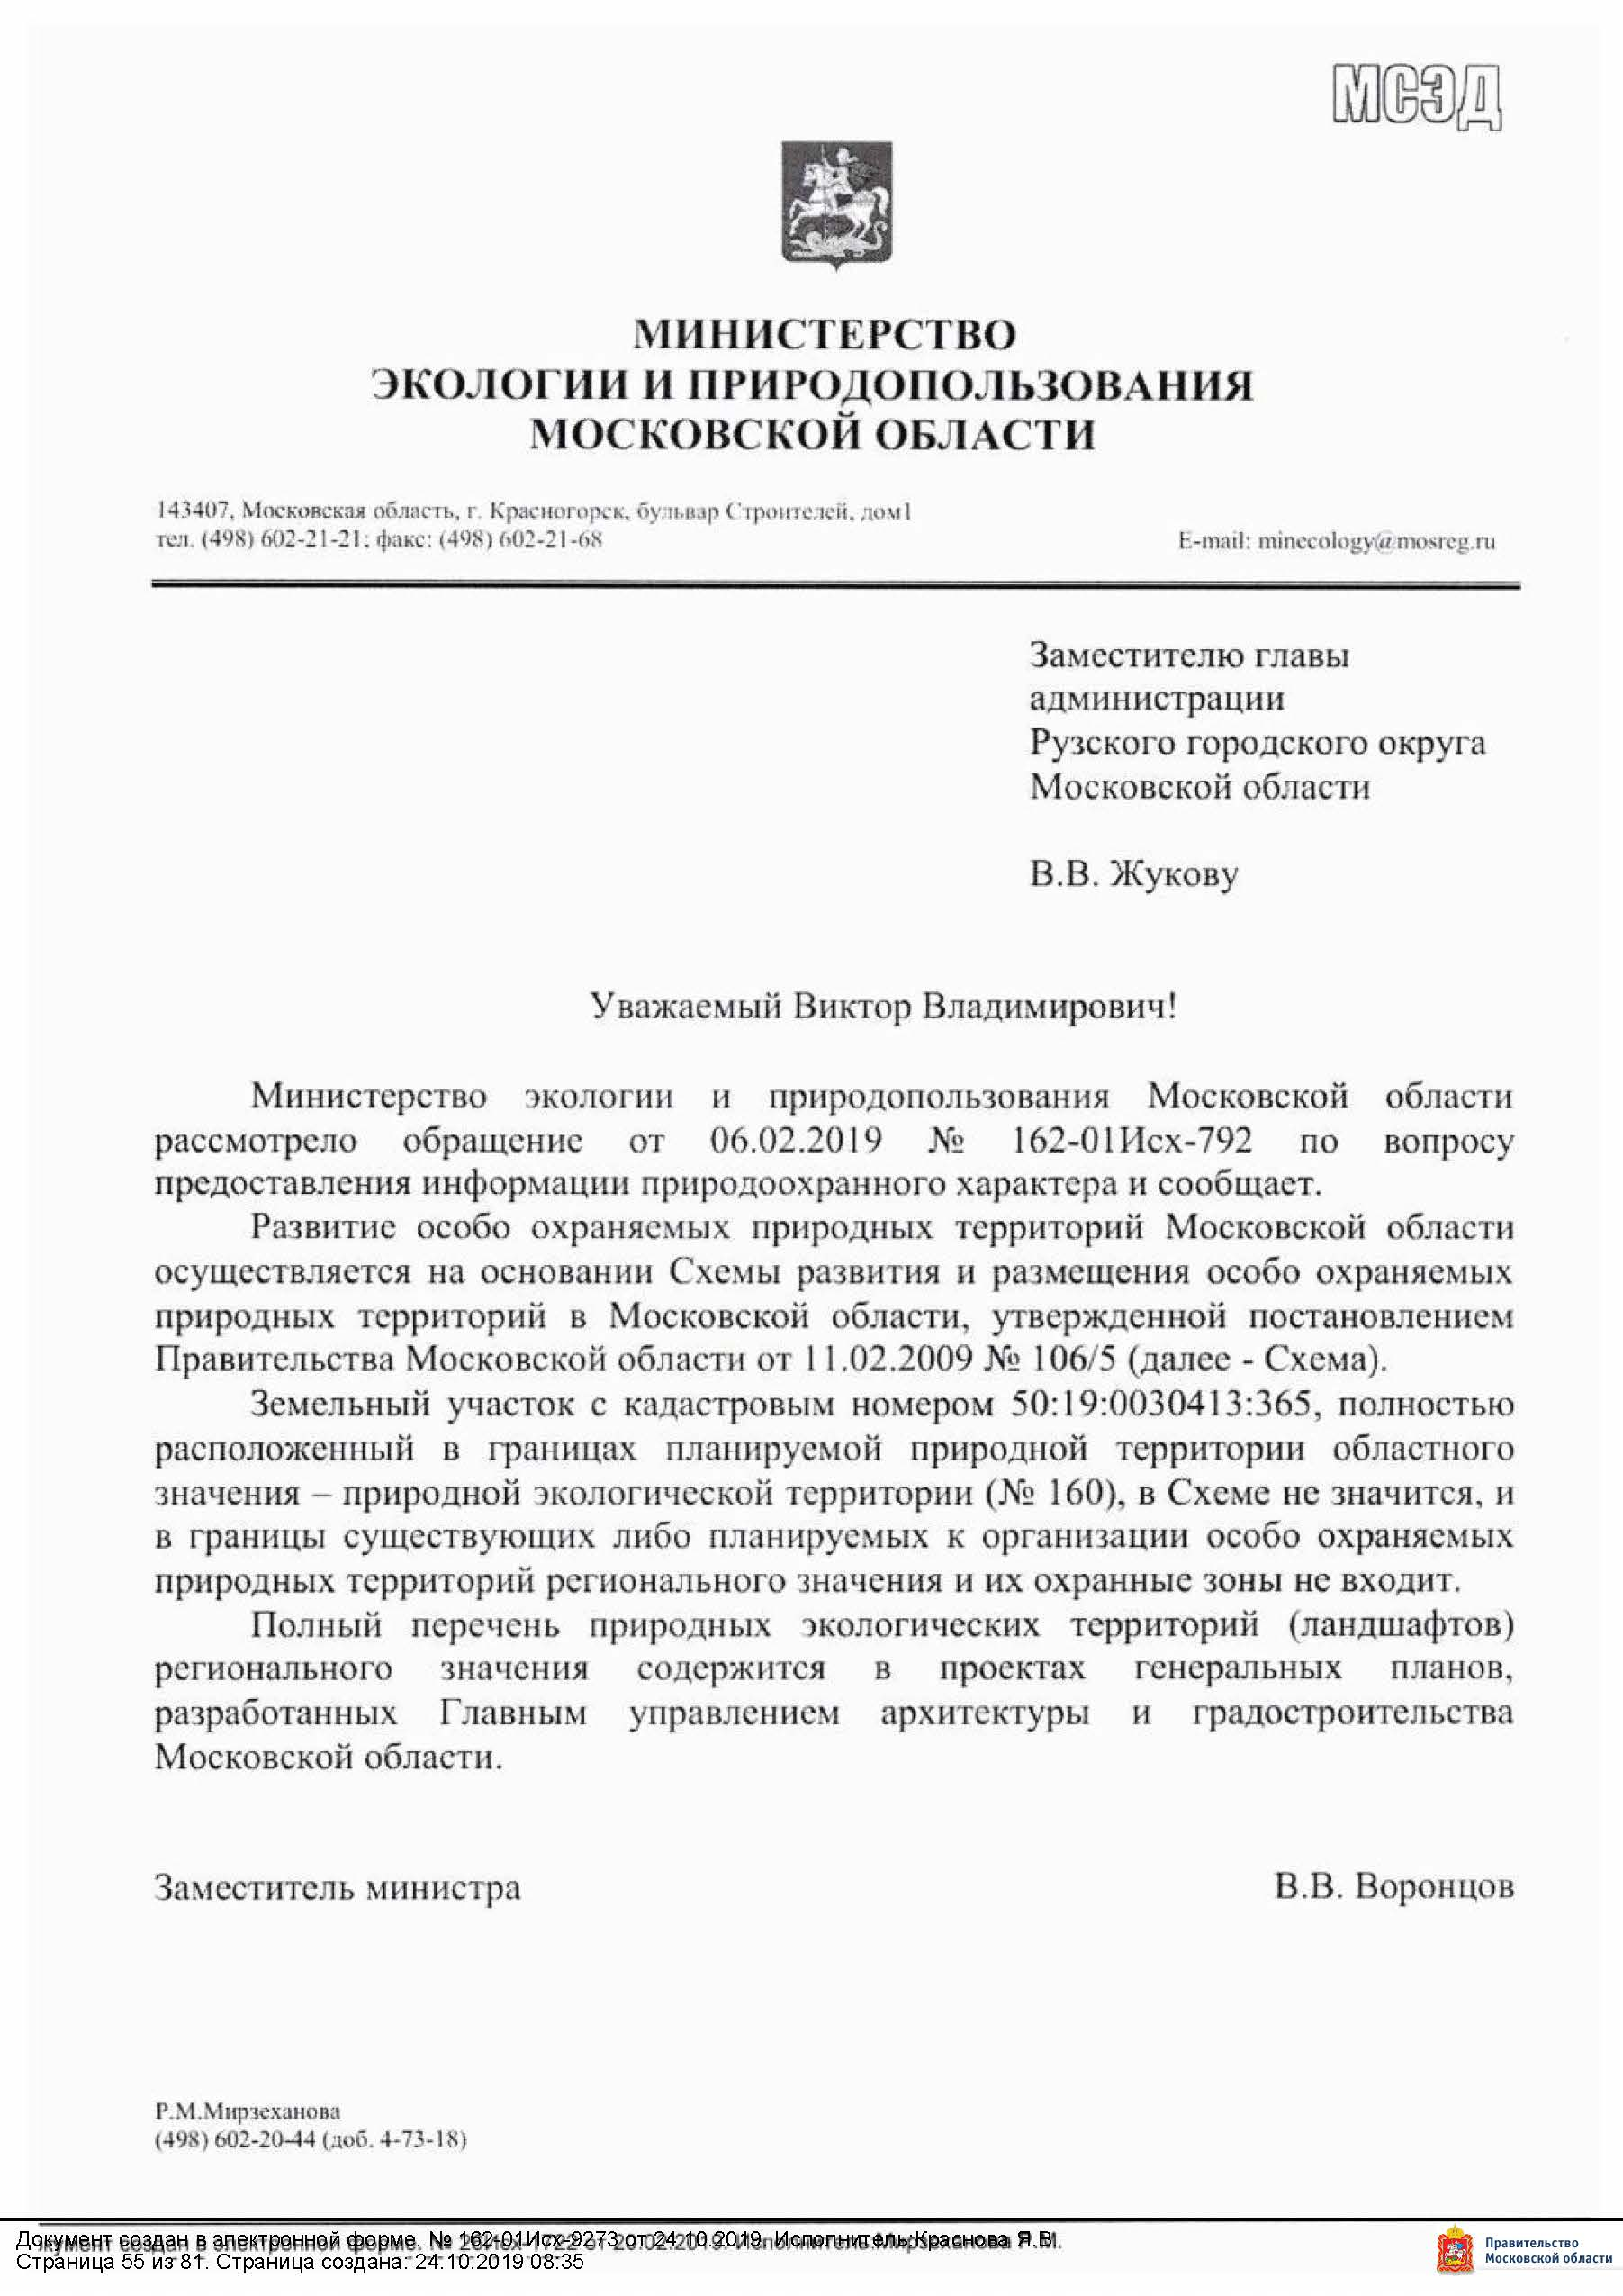 МСЭД
МИНИСТЕРСТВО
ЭКОЛОГИИ И ПРИРОДОПОЛЬЗОВАНИЯ
МОСКОВСКОЙ ОБЛАСТИ
143407, Московская область, г. Красногорск, бульвар Строителей, дом1
тел. (498) 602-21-21; факс: (498) 602-21-68
E-mail: minecology@mosreg.ru
Заместителю главы
администрации
Рузского городского округа
Московской области
В.В. Жукову
Уважаемый Виктор Владимирович!
Министерство экологии и природопользования Московской области
рассмотрело обращение от 06.02.2019 № 162-01Исх-792 по вопросу
предоставления информации природоохранного характера и сообщает.
Развитие особо охраняемых природных территорий Московской области
осуществляется на основании Схемы развития и размещения особо охраняемых
природных территорий в Московской области, утвержденной постановлением
Правительства Московской области от 11.02.2009 № 106/5 (далее - Схема).
Земельный участок с кадастровым номером 50:19:0030413:365, полностью
расположенный в границах планируемой природной территории областного
значения – природной экологической территории (№ 160), в Схеме не значится, и
в границы существующих либо планируемых к организации особо охраняемых
природных территорий регионального значения и их охранные зоны не входит.
Полный перечень природных экологических территорий (ландшафтов)
регионального значения содержится в проектах генеральных планов,
разработанных Главным управлением архитектуры и градостроительства
Московской области.
Заместитель министра
В.В. Воронцов
Р.М.Мирзеханова
(498) 602-20-44 (доб. 4-73-18)
Документ создан в электронной форме. № 162-01Исх-9273 от 24.10.2019. Исполнитель:Краснова Я.В.
Страница 55 из 81. Страница создана: 24.10.2019 08:35
Правительство
Московской области